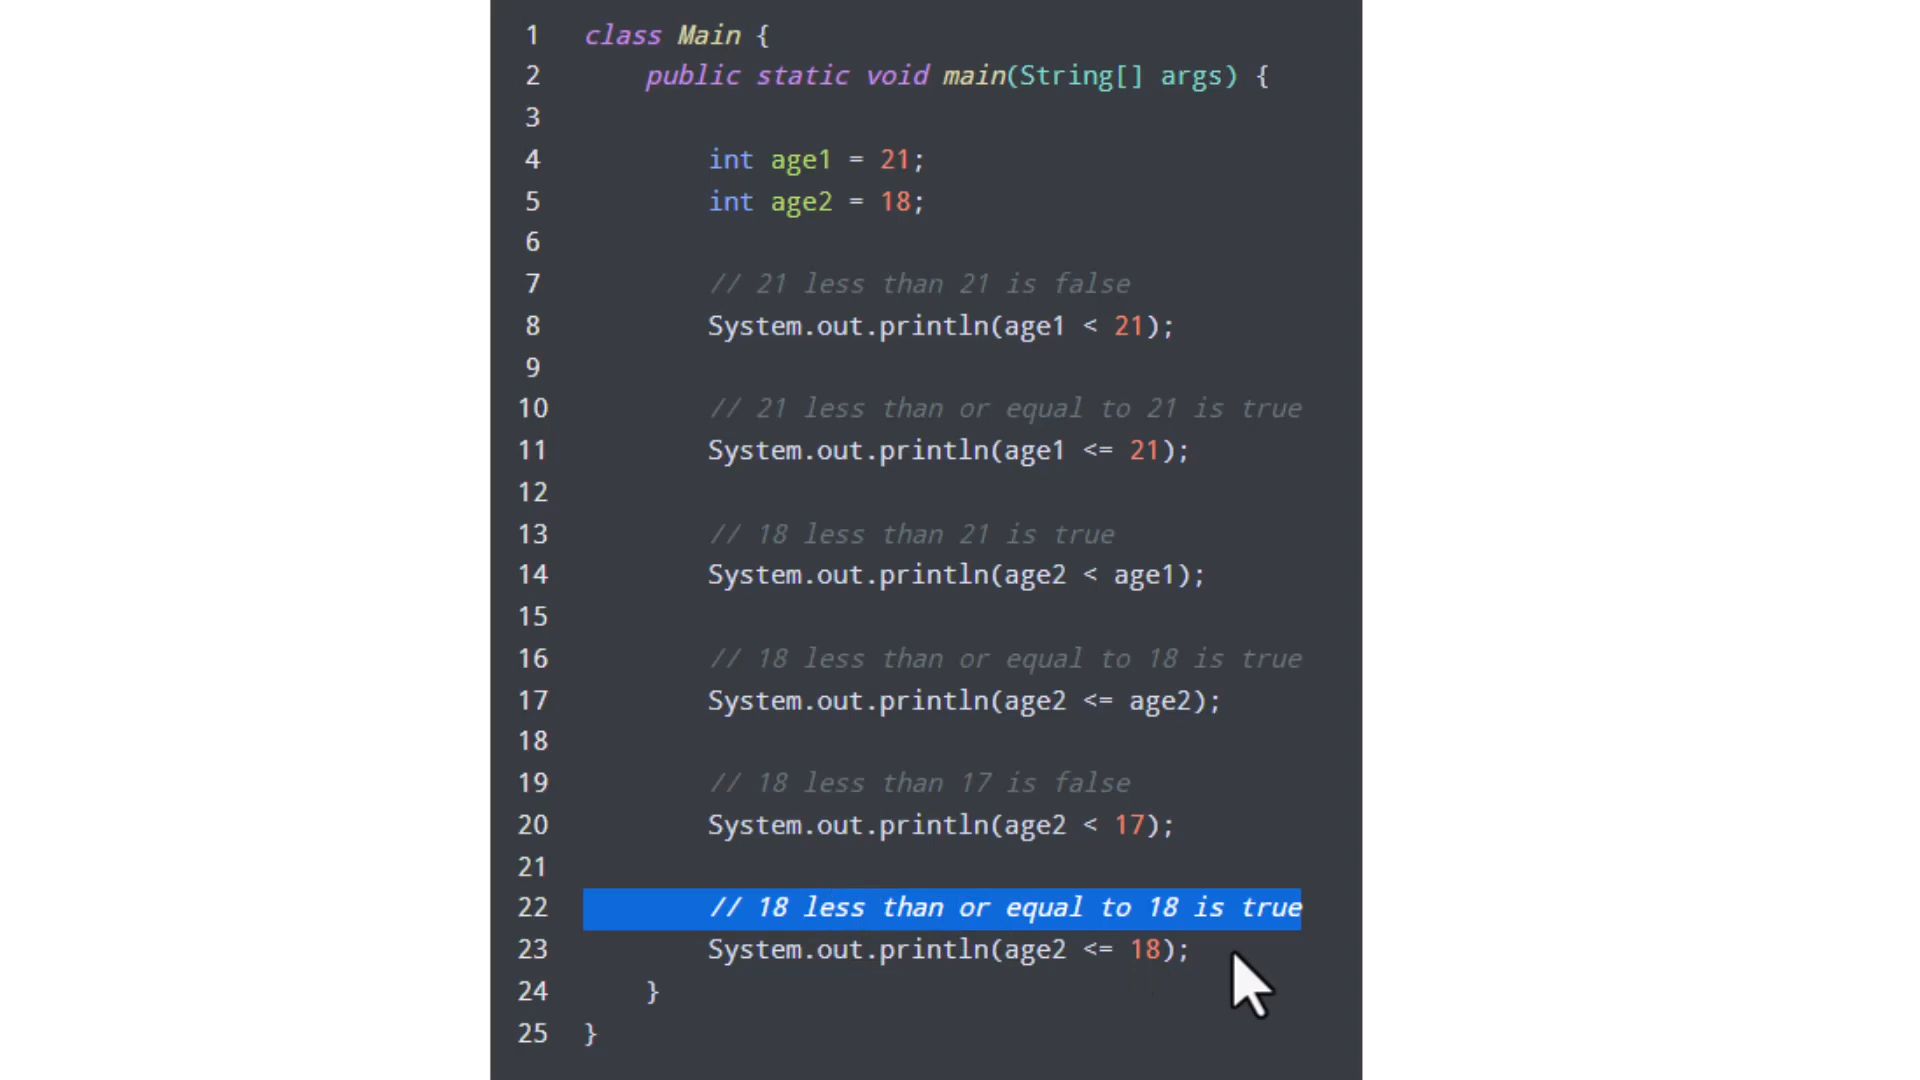 1 class Main {
2 public static void main(String[] args) {
3
4 int age1 = 21;
5 int age2 = 18;
6
7 // 21 less than 21 is false
8 System.out.println(age1 < 21);
9
10 // 21 less than or equal to 21 is true
11 System.out.println(age1 <= 21);
12
13 // 18 less than 21 is true
14 System.out.println(age2 < age1);
15
16 // 18 less than or equal to 18 is true
17 System.out.println(age2 <= age2);
18
19 // 18 less than 17 is false
20 System.out.println(age2 < 17);
21
22 // 18 less than or equal to 18 is true
23 System.out.println(age2 <= 18);
24 }
25 }